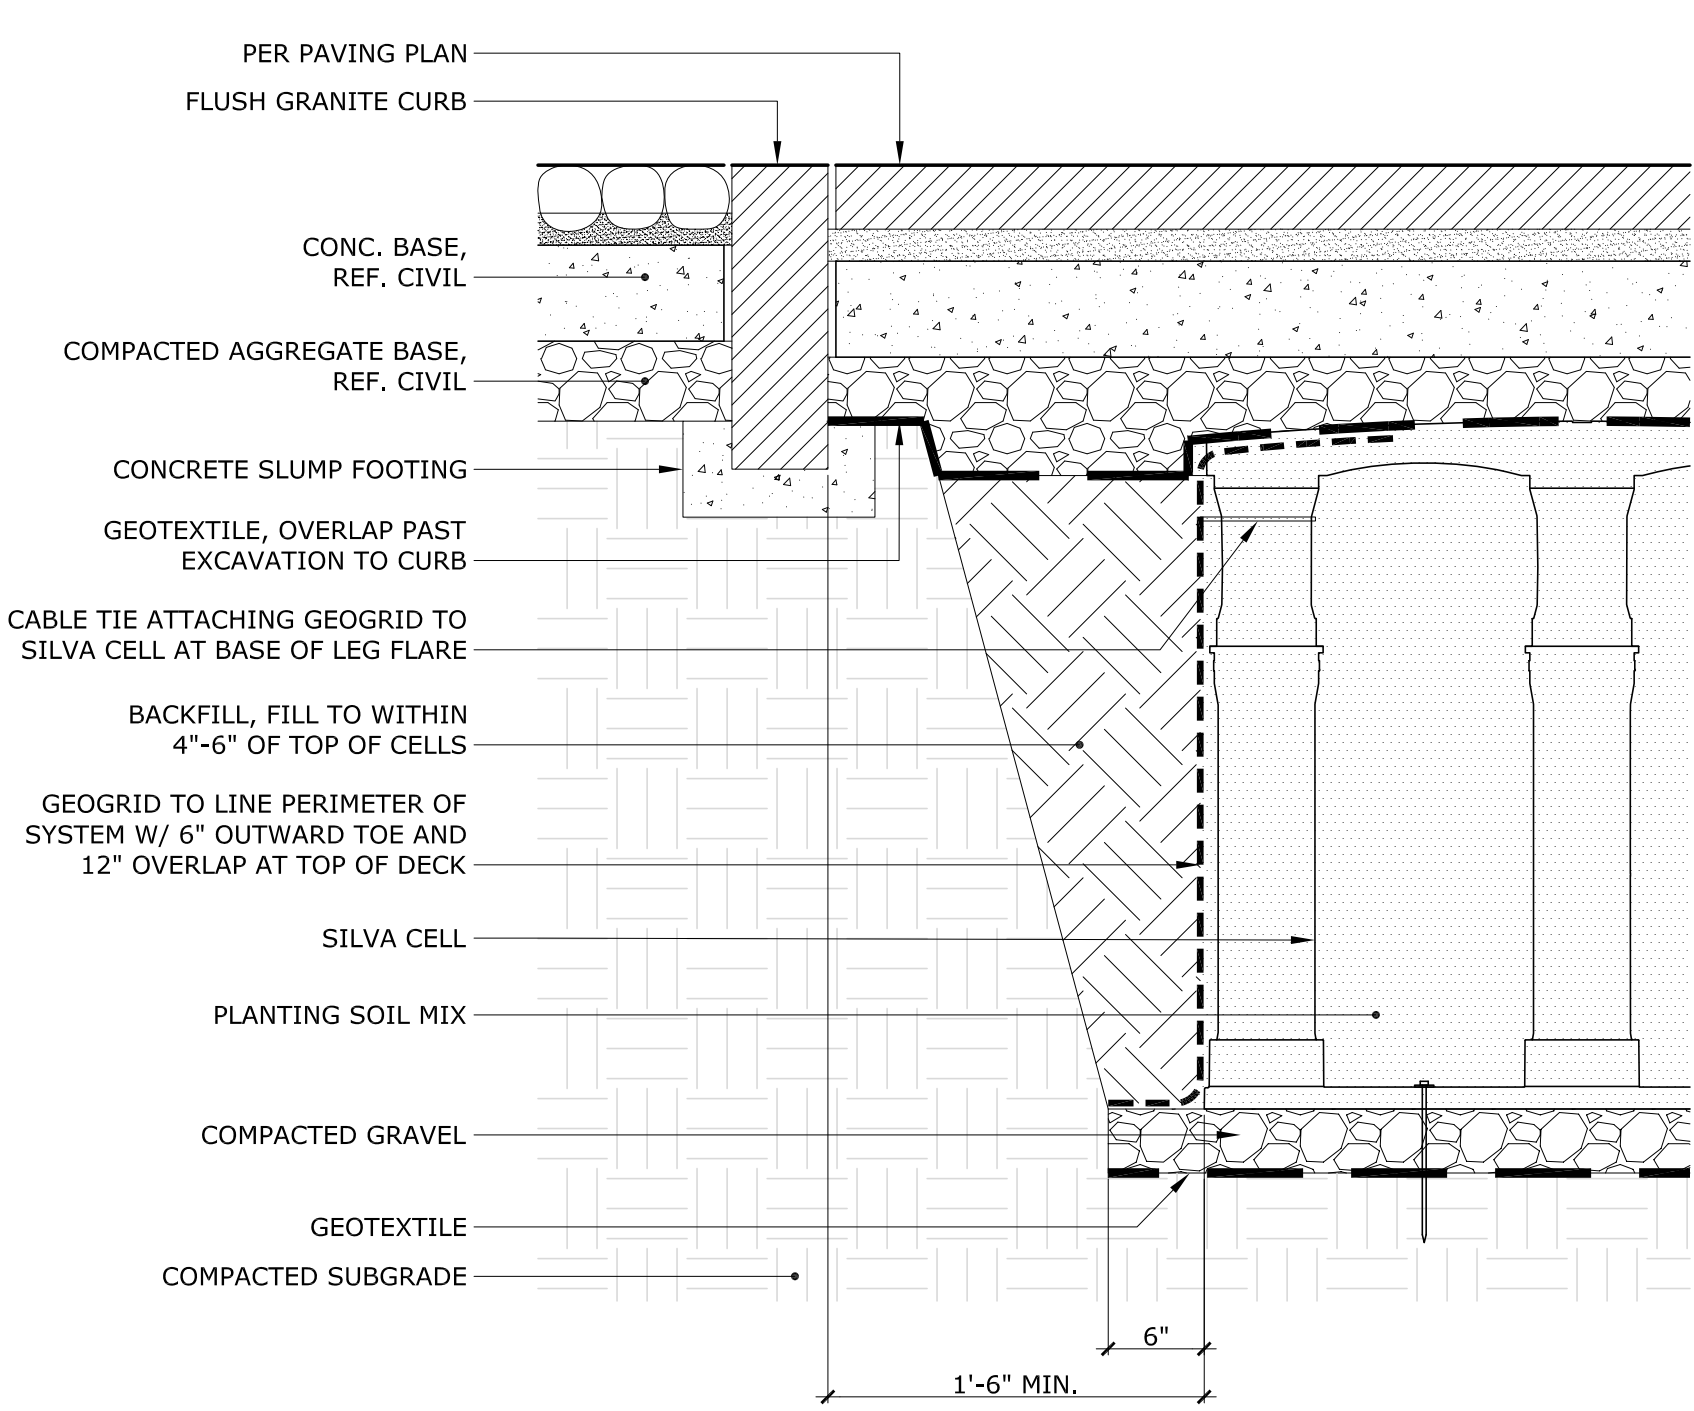 PER PAVING PLAN
FLUSH GRANITE CURB
CONC. BASE,
REF. CIVIL
COMPACTED AGGREGATE BASE,
REF. CIVIL
CONCRETE SLUMP FOOTING
GEOTEXTILE, OVERLAP PAST
EXCAVATION TO CURB
CABLE TIE ATTACHING GEOGRID TO
SILVA CELL AT BASE OF LEG FLARE
BACKFILL, FILL TO WITHIN
4"-6" OF TOP OF CELLS
GEOGRID TO LINE PERIMETER OF
SYSTEM W/ 6" OUTWARD TOE AND
12" OVERLAP AT TOP OF DECK
SILVA CELL
PLANTING SOIL MIX
COMPACTED GRAVEL
GEOTEXTILE
COMPACTED SUBGRADE
6"
1'-6" MIN.